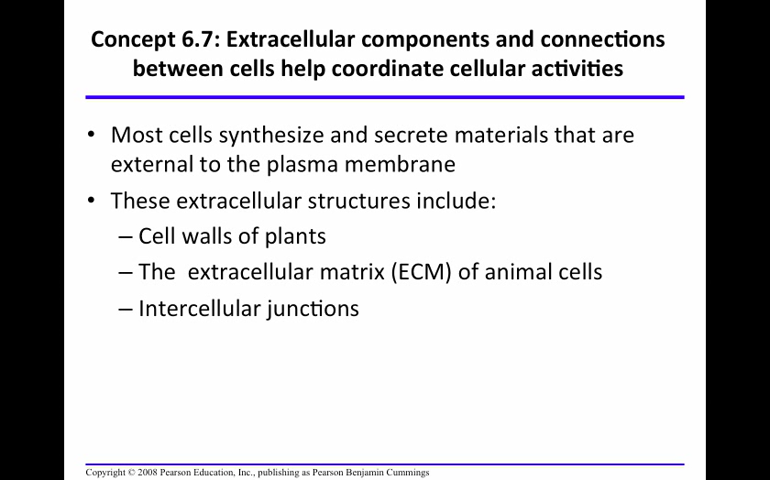 Concept 6.7: Extracellular components and connections
between cells help coordinate cellular activities
• Most cells synthesize and secrete materials that are
external to the plasma membrane
• These extracellular structures include:
– Cell walls of plants
– The  extracellular matrix (ECM) of animal cells
– Intercellular junctions
Copyright © 2008 Pearson Education, Inc., publishing as Pearson Benjamin Cummings